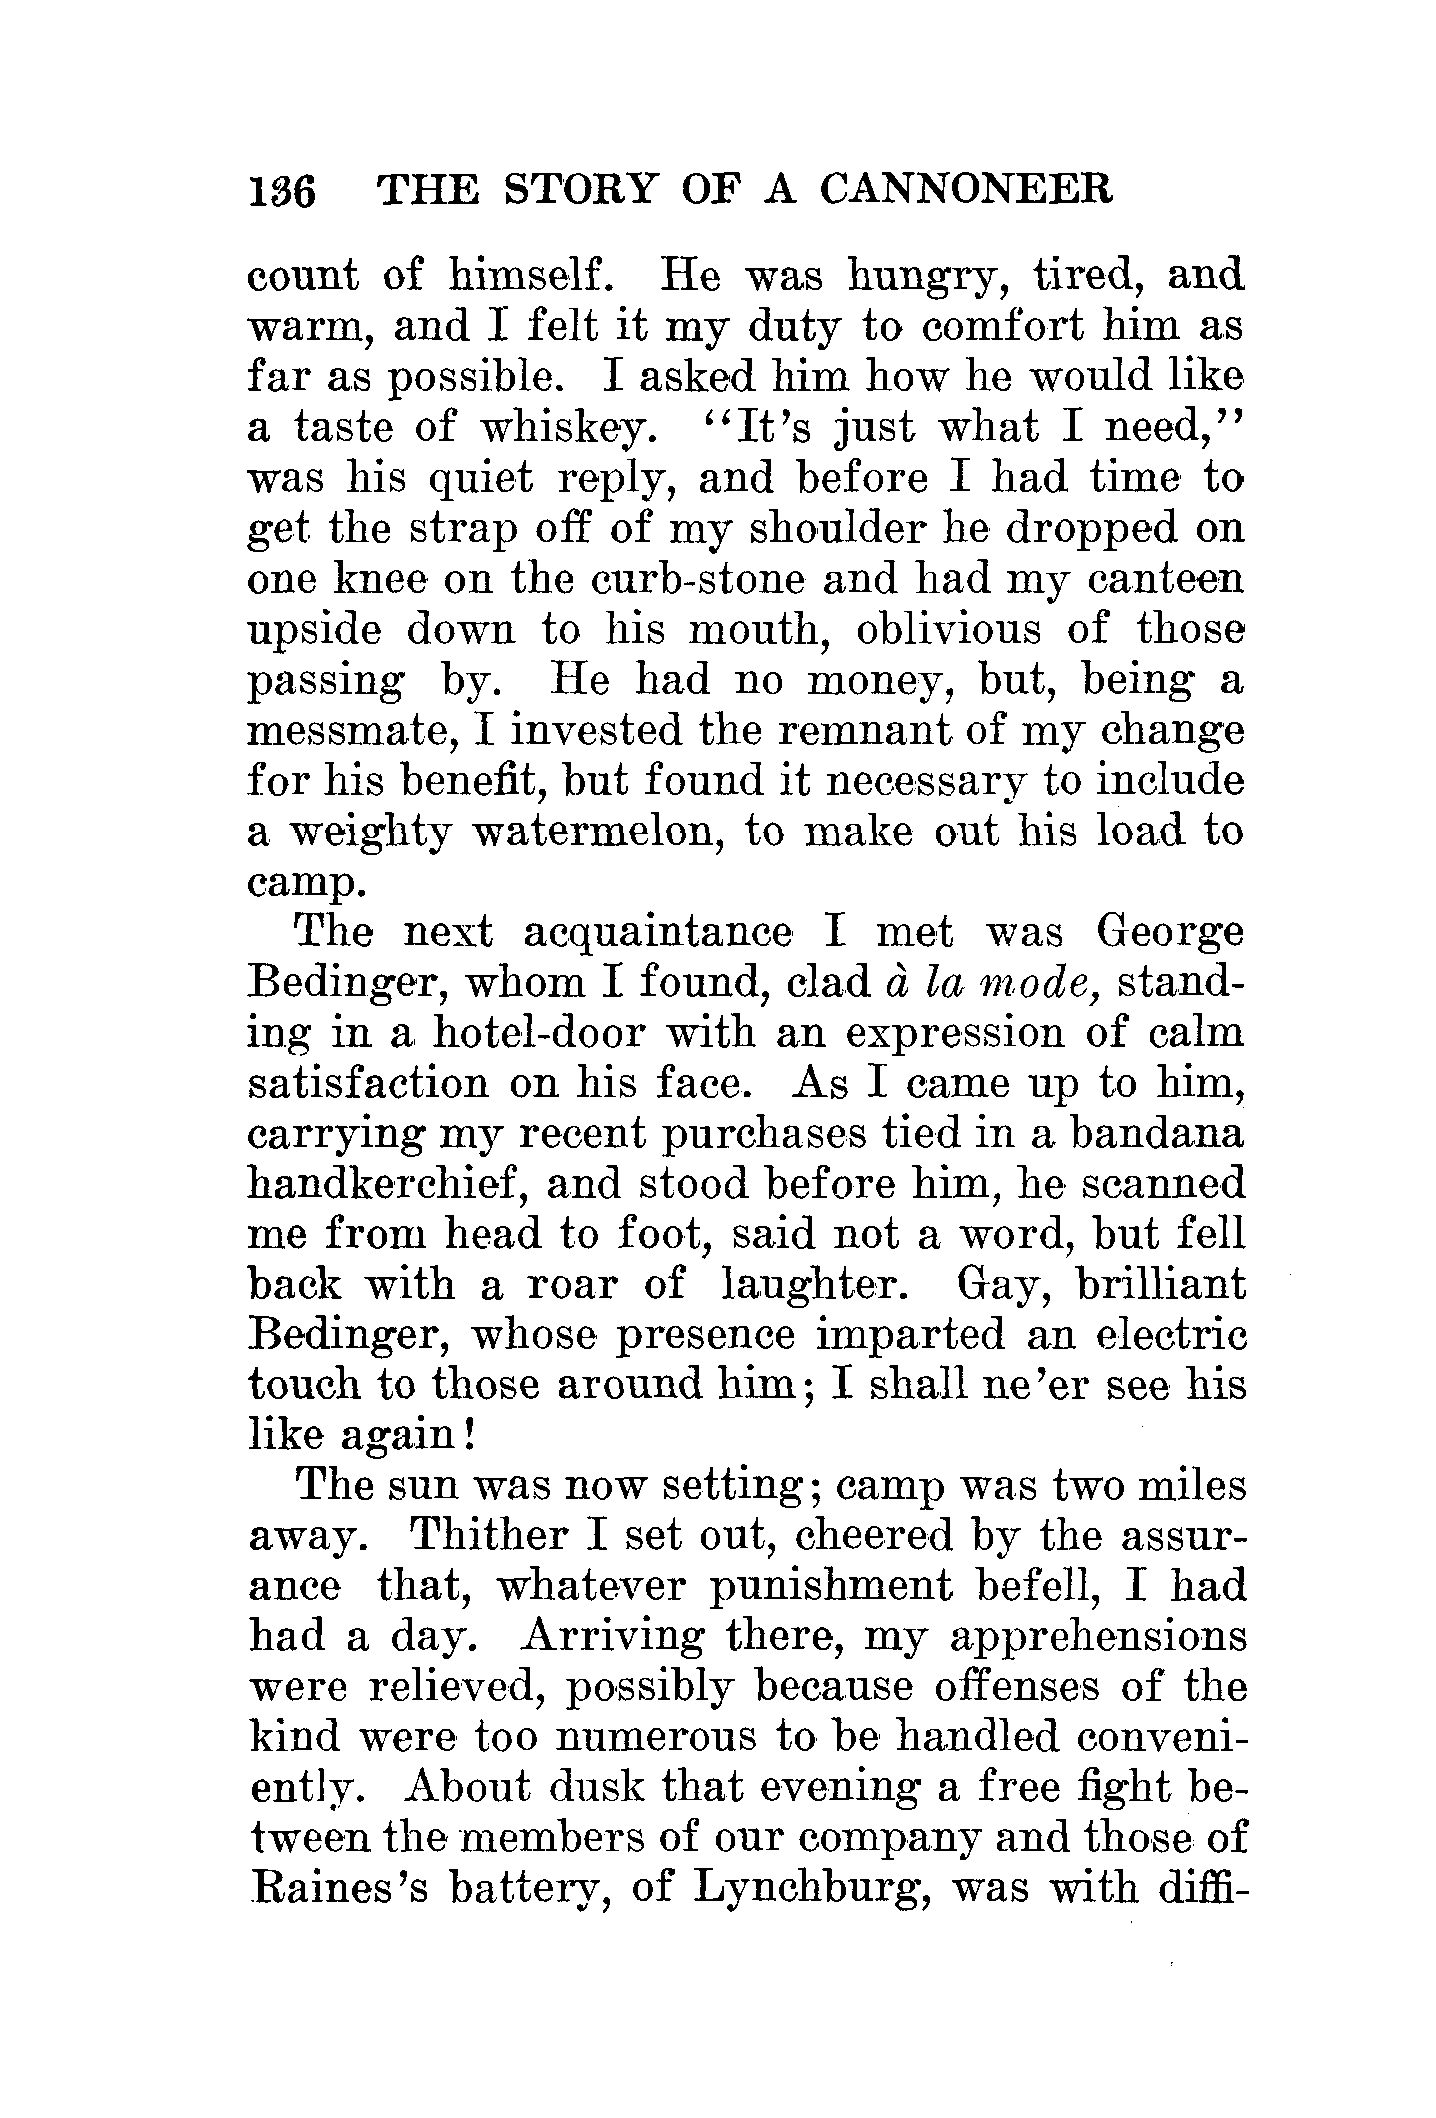 136 THE STORY OF A CANNONEER
count of himself. He was hungry, tired, and
warm, and I felt it my duty to comfort him as
far as possible. I asked him how he would like
a taste of whiskey. “It’s just what I need,”
was his quiet reply, and before I had time to
get the strap off of my shoulder he dropped on
one knee on the curb-stone and had my canteen
upside down to his mouth, oblivious of those
passing by. He had no money, but, being a
messmate, I invested the remnant of my change
for his benefit, but found it necessary to include
a weighty watermelon, to make out his load to
camp.
The next acquaintance I met was George
Bedinger, whom I found, clad à la mode, stand-
ing in a hotel-door with an expression of calm
satisfaction on his face. As I came up to him,
carrying my recent purchases tied in a bandana
handkerchief, and stood before him, he scanned
me from head to foot, said not a word, but fell
back with a roar of laughter. Gay, brilliant
Bedinger, whose presence imparted an electric
touch to those around him; I shall ne’er see his
like again!
The sun was now setting; camp was two miles
away. Thither I set out, cheered by the assur-
ance that, whatever punishment befell, I had
had a day. Arriving there, my apprehensions
were relieved, possibly because offenses of the
kind were too numerous to be handled conveni-
ently. About dusk that evening a free fight be-
tween the members of our company and those of
Raines’s battery, of Lynchburg, was with diffi-